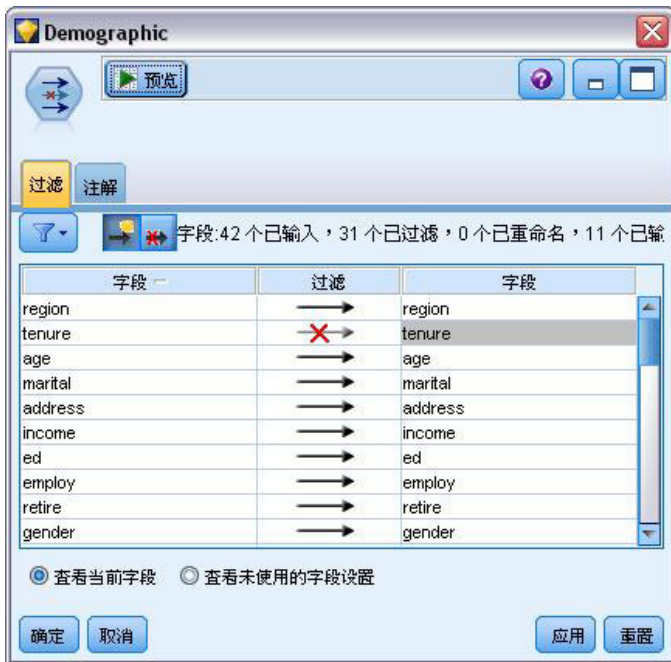 Demographic
预览
过滤 注解
字段:42 个已输入，31 个已过滤，0 个已重命名，11 个已输
字段 过滤 字段
region region
tenure tenure
age age
marital marital
address address
income income
ed ed
employ employ
retire retire
gender gender
查看当前字段 查看未使用的字段设置
确定 取消 应用 重置